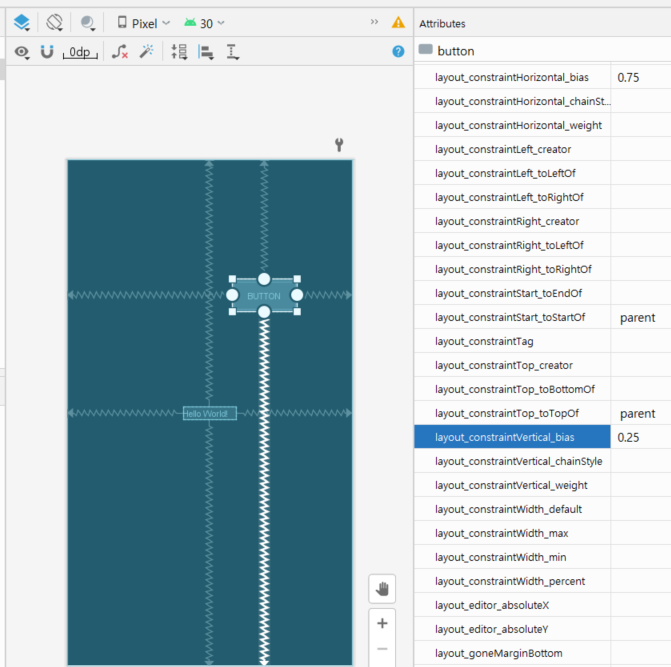 Pixel
30
Attributes
0dp
?
button
layout_constraintHorizontal_bias 0.75
layout_constraintHorizontal_chainSt...
layout_constraintHorizontal_weight
layout_constraintLeft_creator
layout_constraintLeft_toLeftOf
layout_constraintLeft_toRightOf
layout_constraintRight_creator
layout_constraintRight_toLeftOf
layout_constraintRight_toRightOf
layout_constraintStart_toEndOf
layout_constraintStart_toStartOf parent
layout_constraintTag
layout_constraintTop_creator
layout_constraintTop_toBottomOf
layout_constraintTop_toTopOf parent
layout_constraintVertical_bias 0.25
layout_constraintVertical_chainStyle
layout_constraintVertical_weight
layout_constraintWidth_default
layout_constraintWidth_max
layout_constraintWidth_min
layout_constraintWidth_percent
layout_editor_absoluteX
layout_editor_absoluteY
layout_goneMarginBottom
BUTTON
Hello World!